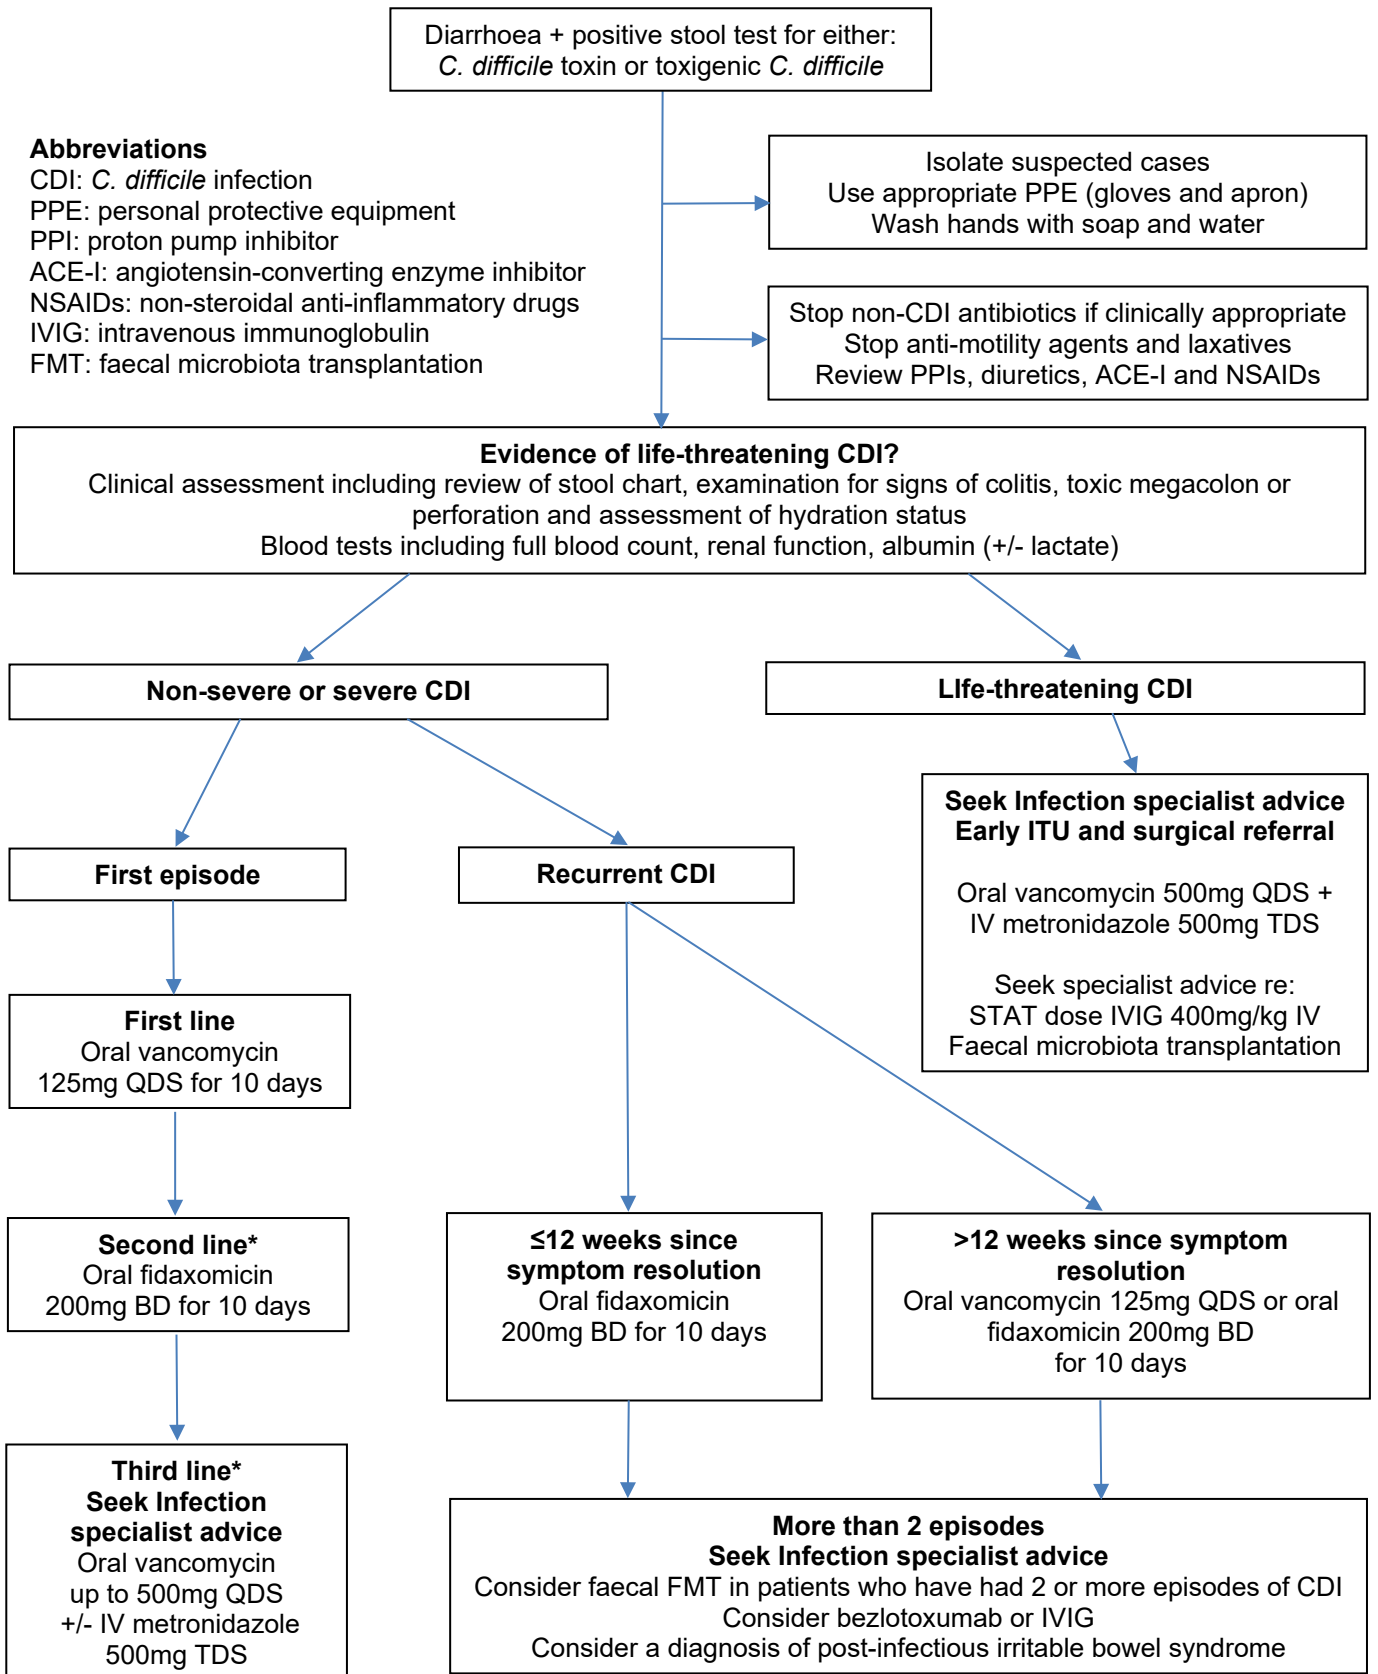 Diarrhoea + positive stool test for either:
C. difficile toxin or toxigenic C. difficile
Abbreviations
CDI: C. difficile infection
PPE: personal protective equipment
PPI: proton pump inhibitor
ACE-I: angiotensin-converting enzyme inhibitor
NSAIDs: non-steroidal anti-inflammatory drugs
IVIG: intravenous immunoglobulin
FMT: faecal microbiota transplantation
Isolate suspected cases
Use appropriate PPE (gloves and apron)
Wash hands with soap and water
Stop non-CDI antibiotics if clinically appropriate
Stop anti-motility agents and laxatives
Review PPIs, diuretics, ACE-I and NSAIDs
Evidence of life-threatening CDI?
Clinical assessment including review of stool chart, examination for signs of colitis, toxic megacolon or
perforation and assessment of hydration status
Blood tests including full blood count, renal function, albumin (+/- lactate)
Non-severe or severe CDI
LIfe-threatening CDI
Seek Infection specialist advice
Early ITU and surgical referral
Oral vancomycin 500mg QDS +
IV metronidazole 500mg TDS
Seek specialist advice re:
STAT dose IVIG 400mg/kg IV
Faecal microbiota transplantation
First episode
Recurrent CDI
First line
Oral vancomycin
125mg QDS for 10 days
Second line*
Oral fidaxomicin
200mg BD for 10 days
≤12 weeks since
symptom resolution
Oral fidaxomicin
200mg BD for 10 days
>12 weeks since symptom
resolution
Oral vancomycin 125mg QDS or oral
fidaxomicin 200mg BD
for 10 days
Third line*
Seek Infection
specialist advice
Oral vancomycin
up to 500mg QDS
+/- IV metronidazole
500mg TDS
More than 2 episodes
Seek Infection specialist advice
Consider faecal FMT in patients who have had 2 or more episodes of CDI
Consider bezlotoxumab or IVIG
Consider a diagnosis of post-infectious irritable bowel syndrome